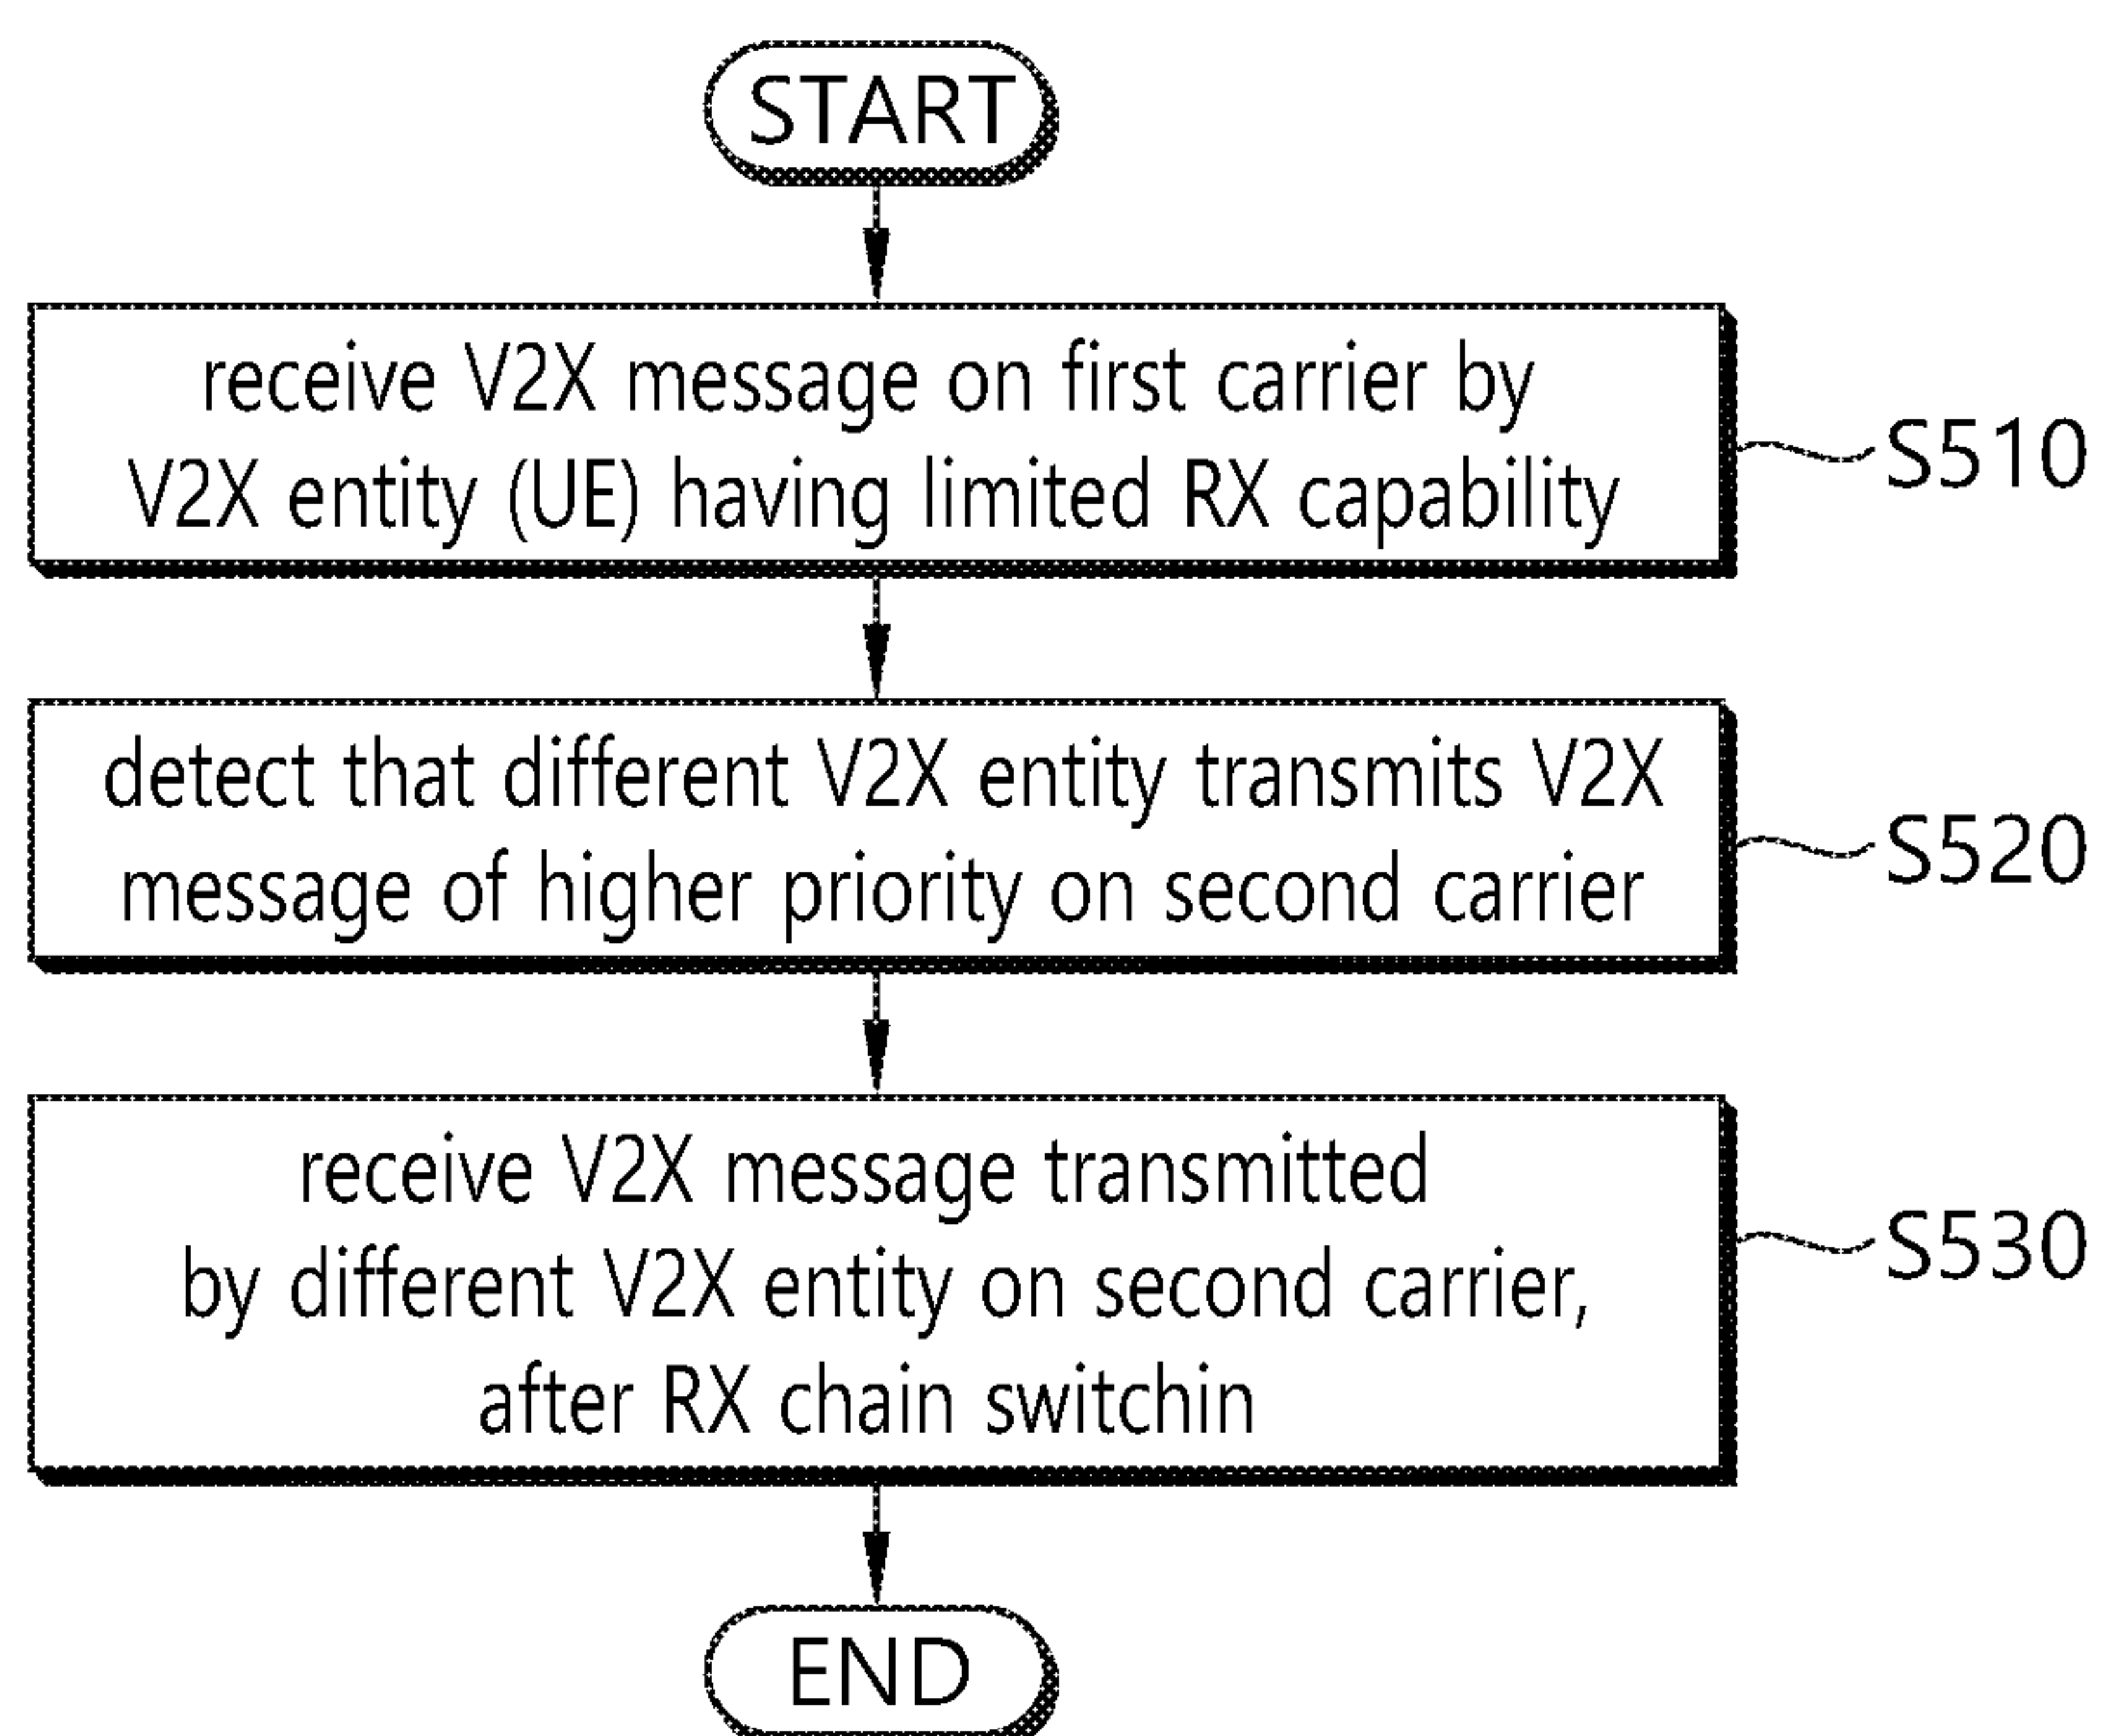 START
receive V2X message on first carrier by
V2X entity (UE) having limited RX capability
S510
detect that different V2X entity transmits V2X
message of higher priority on second carrier
S520
receive V2X message transmitted
by different V2X entity on second carrier,
after RX chain switchin
S530
END